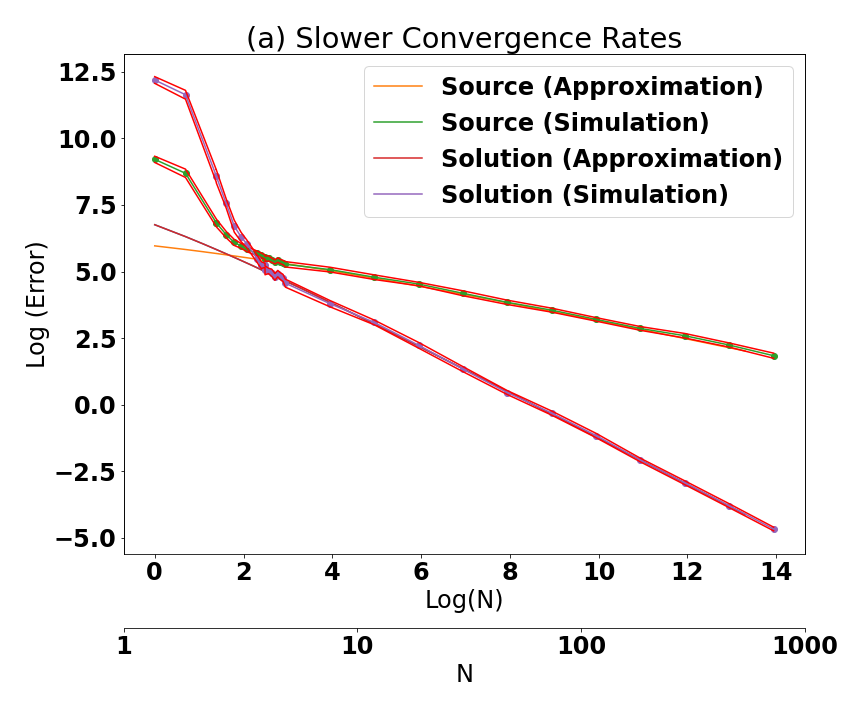 (a) Slower Convergence Rates
12.5
10.0
7.5
5.0
2.5
0.0
−2.5
−5.0
Log (Error)
Source (Approximation)
Source (Simulation)
Solution (Approximation)
Solution (Simulation)
0 2 4 6 8 10 12 14
Log(N)
1 10 100 1000
N